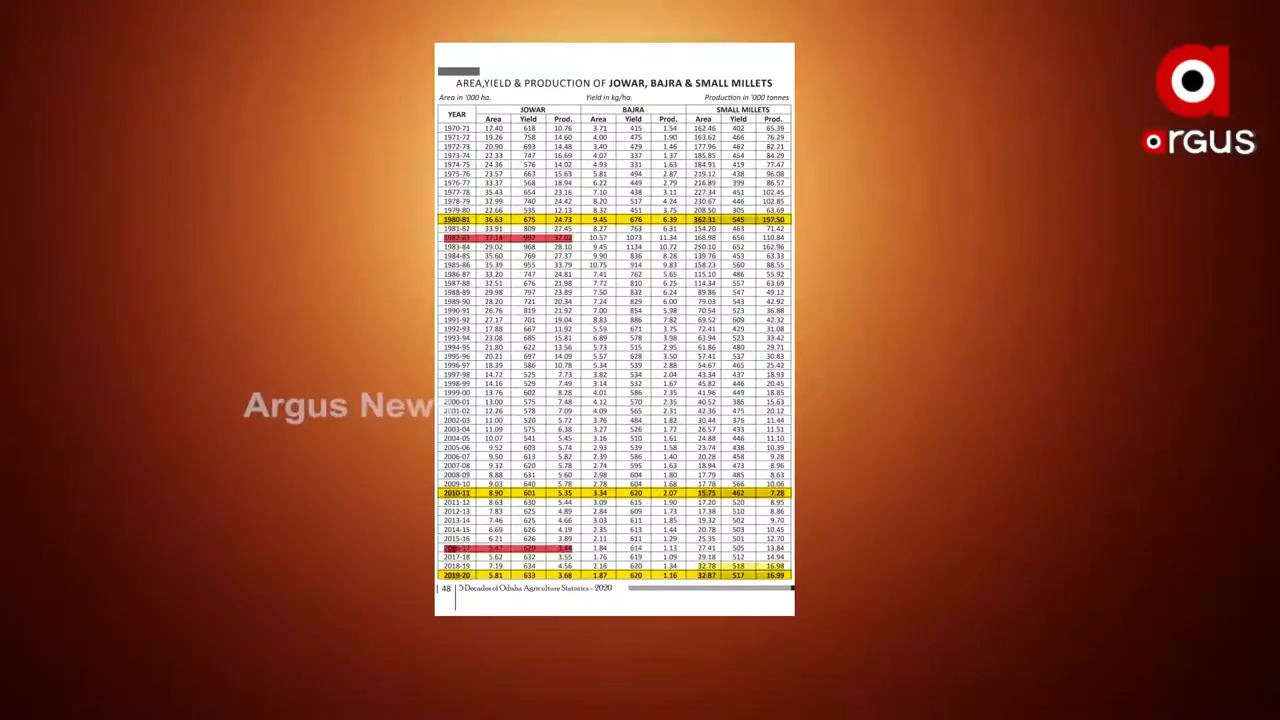 AREA,YIELD & PRODUCTION OF JOWAR, BAJRA & SMALL MILLETS
Area in '000 ha. Yield in kg/ha. Production in '000 tonnes
YEAR JOWAR BAJRA SMALL MILLETS
Area Yield Prod. Area Yield Prod. Area Yield Prod.
1970-71 17.40 618 10.76 3.71 415 1.54 162.46 402 65.39
1971-72 19.26 758 14.60 4.00 475 1.90 163.62 466 76.29
1972-73 20.90 693 14.48 3.40 429 1.46 177.96 462 82.21
1973-74 22.33 747 16.69 4.07 337 1.37 185.85 454 84.29
1974-75 24.36 576 14.02 4.93 331 1.63 184.91 419 77.47
1975-76 23.57 663 15.63 5.81 494 2.87 219.12 438 96.08
1976-77 33.37 568 18.94 6.22 449 2.79 216.89 399 86.57
1977-78 35.43 654 23.16 7.10 438 3.11 227.34 451 102.45
1978-79 32.99 740 24.42 8.20 517 4.24 230.67 446 102.85
1979-80 22.66 535 12.13 8.32 451 3.75 208.50 305 63.69
1980-81 36.63 675 24.73 9.45 676 6.39 362.31 545 197.50
1981-82 33.91 809 27.45 8.27 763 6.31 154.20 463 71.42
1982-83 37.14 997 37.02 10.57 1073 11.34 168.98 656 110.84
1983-84 29.02 968 28.10 9.45 1134 10.72 250.10 652 162.96
1984-85 35.60 769 27.37 9.90 836 8.28 139.76 453 63.33
1985-86 35.39 955 33.79 10.75 914 9.83 158.23 560 88.55
1986-87 33.20 747 24.81 7.41 762 5.65 115.10 486 55.92
1987-88 32.51 676 21.98 7.72 810 6.25 114.34 557 63.69
1988-89 29.98 797 23.89 7.50 832 6.24 89.86 547 49.12
1989-90 28.20 721 20.34 7.24 829 6.00 79.03 543 42.92
1990-91 26.76 819 21.92 7.00 854 5.98 70.54 523 36.88
1991-92 27.17 701 19.04 8.83 886 7.82 69.52 609 42.32
1992-93 17.88 667 11.92 5.59 671 3.75 72.41 429 31.08
1993-94 23.08 685 15.81 6.89 578 3.98 63.94 523 33.42
1994-95 21.80 622 13.56 5.73 515 2.95 61.86 480 29.71
1995-96 20.21 697 14.09 5.57 628 3.50 57.41 537 30.83
1996-97 18.39 586 10.78 5.34 539 2.88 54.67 465 25.42
1997-98 14.72 525 7.73 3.82 534 2.04 43.34 437 18.93
1998-99 14.16 529 7.49 3.14 532 1.67 45.82 446 20.45
1999-00 13.76 602 8.28 4.01 586 2.35 41.96 449 18.85
2000-01 13.00 575 7.48 4.12 570 2.35 40.52 386 15.63
2001-02 12.26 578 7.09 4.09 565 2.31 42.36 475 20.12
2002-03 11.00 520 5.72 3.76 484 1.82 30.44 376 11.44
2003-04 11.09 575 6.38 3.27 526 1.72 26.57 433 11.51
2004-05 10.07 541 5.45 3.16 510 1.61 24.88 446 11.10
2005-06 9.52 603 5.74 2.93 539 1.58 23.74 438 10.39
2006-07 9.50 613 5.82 2.39 586 1.40 20.28 458 9.28
2007-08 9.32 620 5.78 2.74 595 1.63 18.94 473 8.96
2008-09 8.88 631 5.60 2.98 604 1.80 17.79 485 8.63
2009-10 9.03 640 5.78 2.78 604 1.68 17.78 566 10.06
2010-11 8.90 601 5.35 3.34 620 2.07 15.75 462 7.28
2011-12 8.63 630 5.44 3.09 615 1.90 17.20 520 8.95
2012-13 7.83 625 4.89 2.84 609 1.73 17.38 510 8.86
2013-14 7.46 625 4.66 3.03 611 1.85 19.32 502 9.70
2014-15 6.69 626 4.19 2.35 613 1.44 20.78 503 10.45
2015-16 6.21 626 3.89 2.11 611 1.29 25.35 501 12.70
5.47 629 3.44 1.84 614 1.13 27.41 505 13.84
2017-18 5.62 632 3.55 1.76 619 1.09 29.18 512 14.94
2018-19 7.19 634 4.56 2.16 620 1.34 32.78 518 16.98
2019-20 5.81 633 3.68 1.87 620 1.16 32.87 517 16.99
48 5 Decades of Odisha Agriculture Statistics - 2020
Argus New
argus